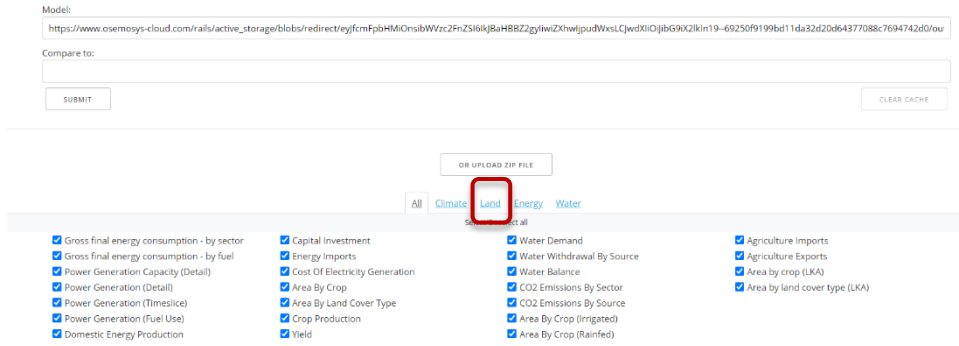 Model:
https://www.osemosys-cloud.com/rails/active_storage/blobs/redirect/eyJfcmFpbHMiOnsibWVzc2FnZSI6IkJBaHBBZ2gyIiwiZXhwIjpudWxsLCJwdXIiOiJibG9iX2lkIn19--69250f9199bd11da32d20d64377088c7694742d0/ou
Compare to:
SUBMIT
CLEAR CACHE
OR UPLOAD ZIP FILE
All Climate Land Energy Water
all
Gross final energy consumption - by sector Capital Investment Water Demand Agriculture Imports
Gross final energy consumption - by fuel Energy Imports Water Withdrawal By Source Agriculture Exports
Power Generation Capacity (Detail) Cost Of Electricity Generation Water Balance Area by crop (LKA)
Power Generation (Detail) Area By Crop CO2 Emissions By Sector Area by land cover type (LKA)
Power Generation (Timeslice) Area By Land Cover Type CO2 Emissions By Source
Power Generation (Fuel Use) Crop Production Area By Crop (Irrigated)
Domestic Energy Production Yield Area By Crop (Rainfed)